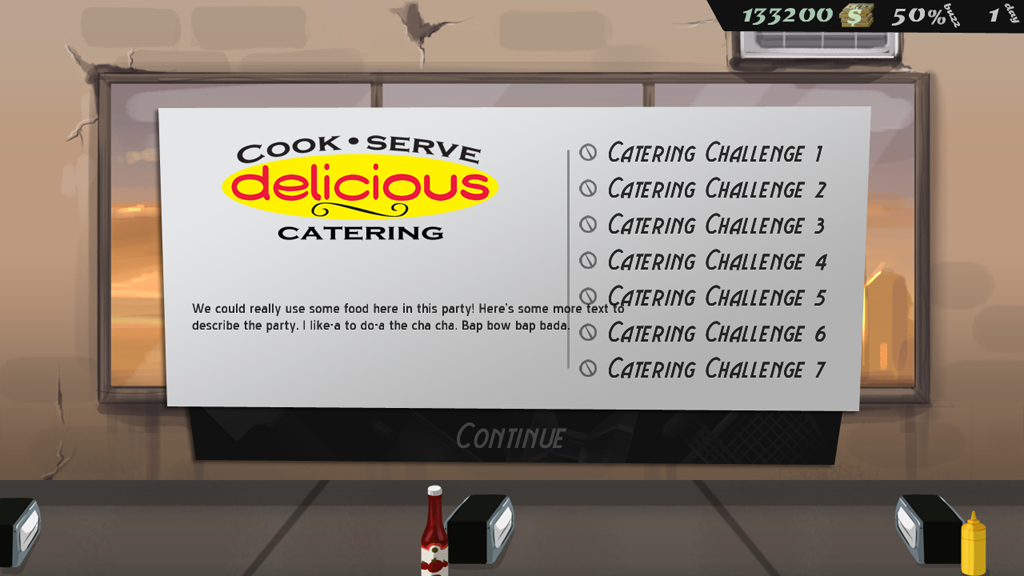 133200 $ 50% buzz 1 day
COOK • SERVE
delicious
CATERING
We could really use some food here in this party! Here's some more text to
describe the party. I like-a to do-a the cha cha. Bap bow bap bada.
CATERING CHALLENGE 1
CATERING CHALLENGE 2
CATERING CHALLENGE 3
CATERING CHALLENGE 4
CATERING CHALLENGE 5
CATERING CHALLENGE 6
CATERING CHALLENGE 7
CONTINUE